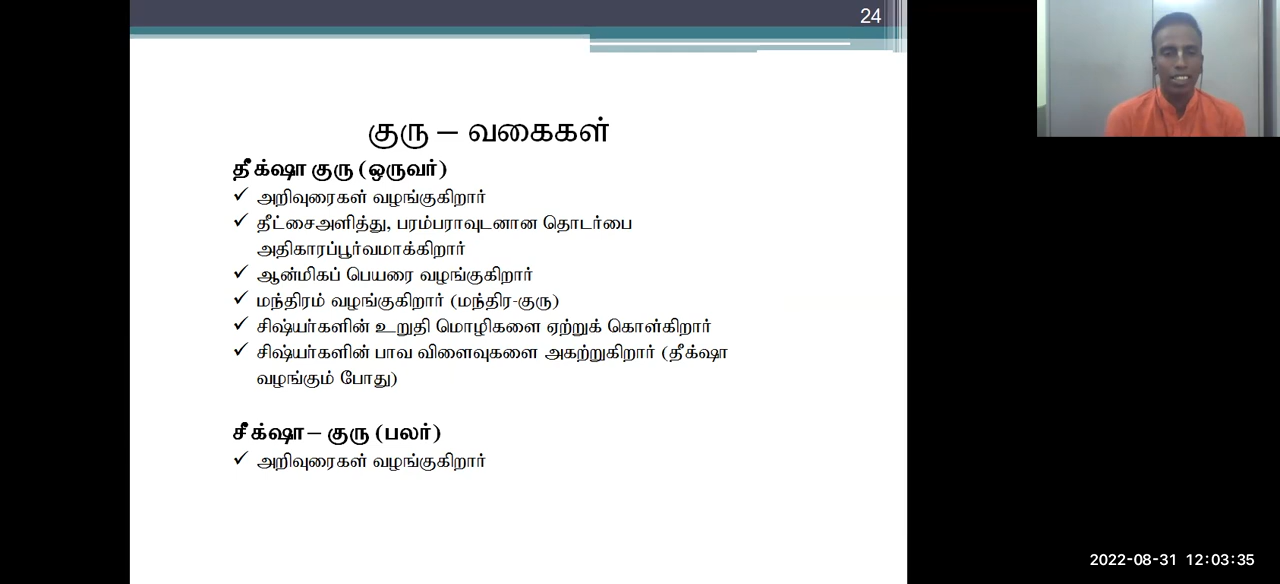 24
குரு – வகைகள்
தீக்ஷா குரு (ஒருவர்)
✓ அறிவுரைகள் வழங்குகிறார்
✓ தீட்சைஅளித்து, பரம்பராவுடனான தொடர்பை
அதிகாரப்பூர்வமாக்கிறார்
✓ ஆன்மிகப் பெயரை வழங்குகிறார்
✓ மந்திரம் வழங்குகிறார் (மந்திர-குரு)
✓ சிஷ்யர்களின் உறுதி மொழிகளை ஏற்றுக் கொள்கிறார்
✓ சிஷ்யர்களின் பாவ விளைவுகளை அகற்றுகிறார் (தீக்ஷா
வழங்கும் போது)
சீக்ஷா – குரு (பலர்)
✓ அறிவுரைகள் வழங்குகிறார்
2022-08-31 12:03:35